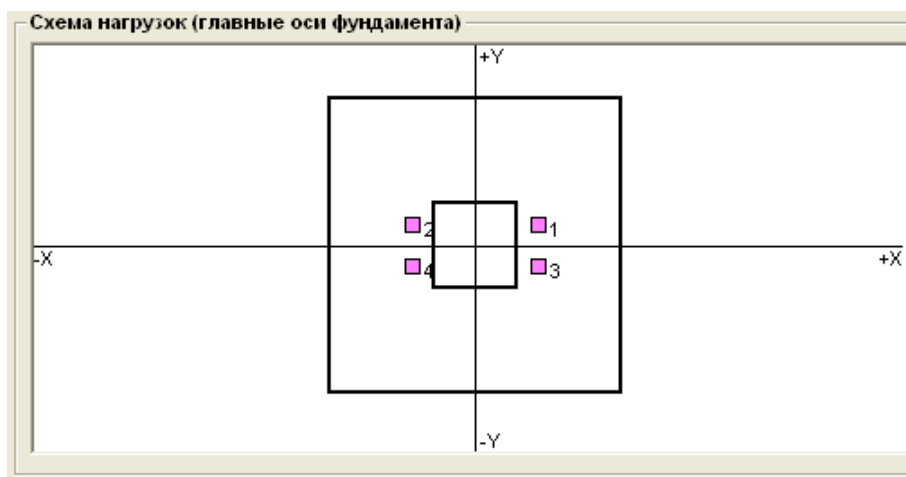 Схема нагрузок (главные оси фундамента)
+Y
2
1
-X
+X
4
3
-Y